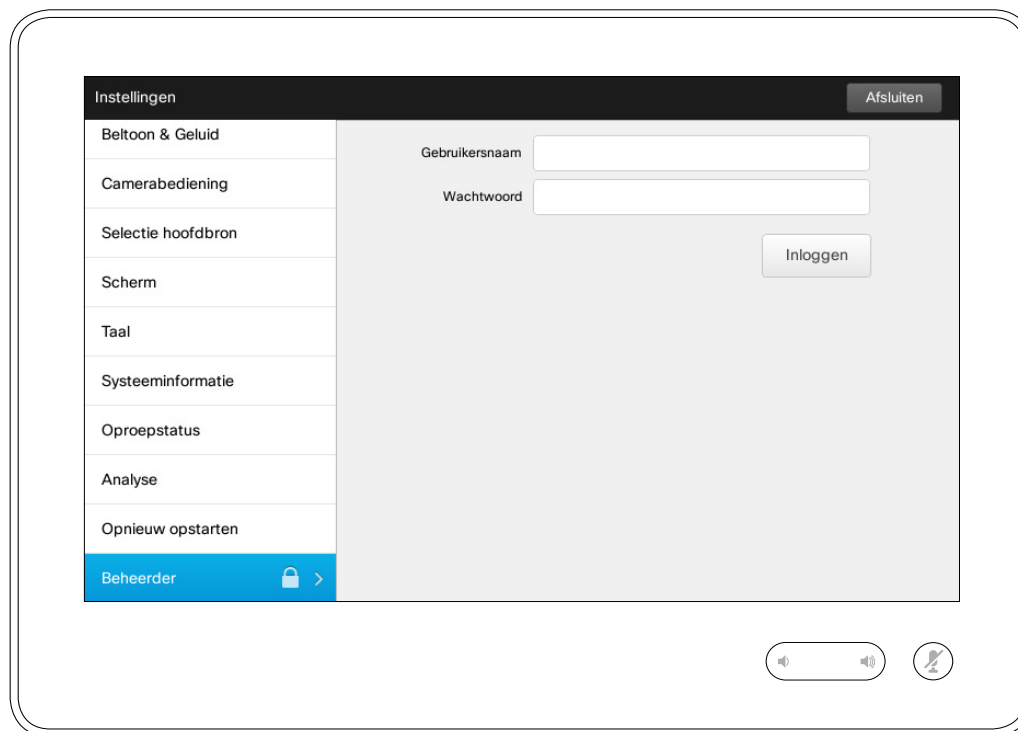 Instellingen
Afsluiten
Beltoon & Geluid
Camerabediening
Selectie hoofdbron
Scherm
Taal
Systeeminformatie
Oproepstatus
Analyse
Opnieuw opstarten
Beheerder
Gebruikersnaam
Wachtwoord
Inloggen